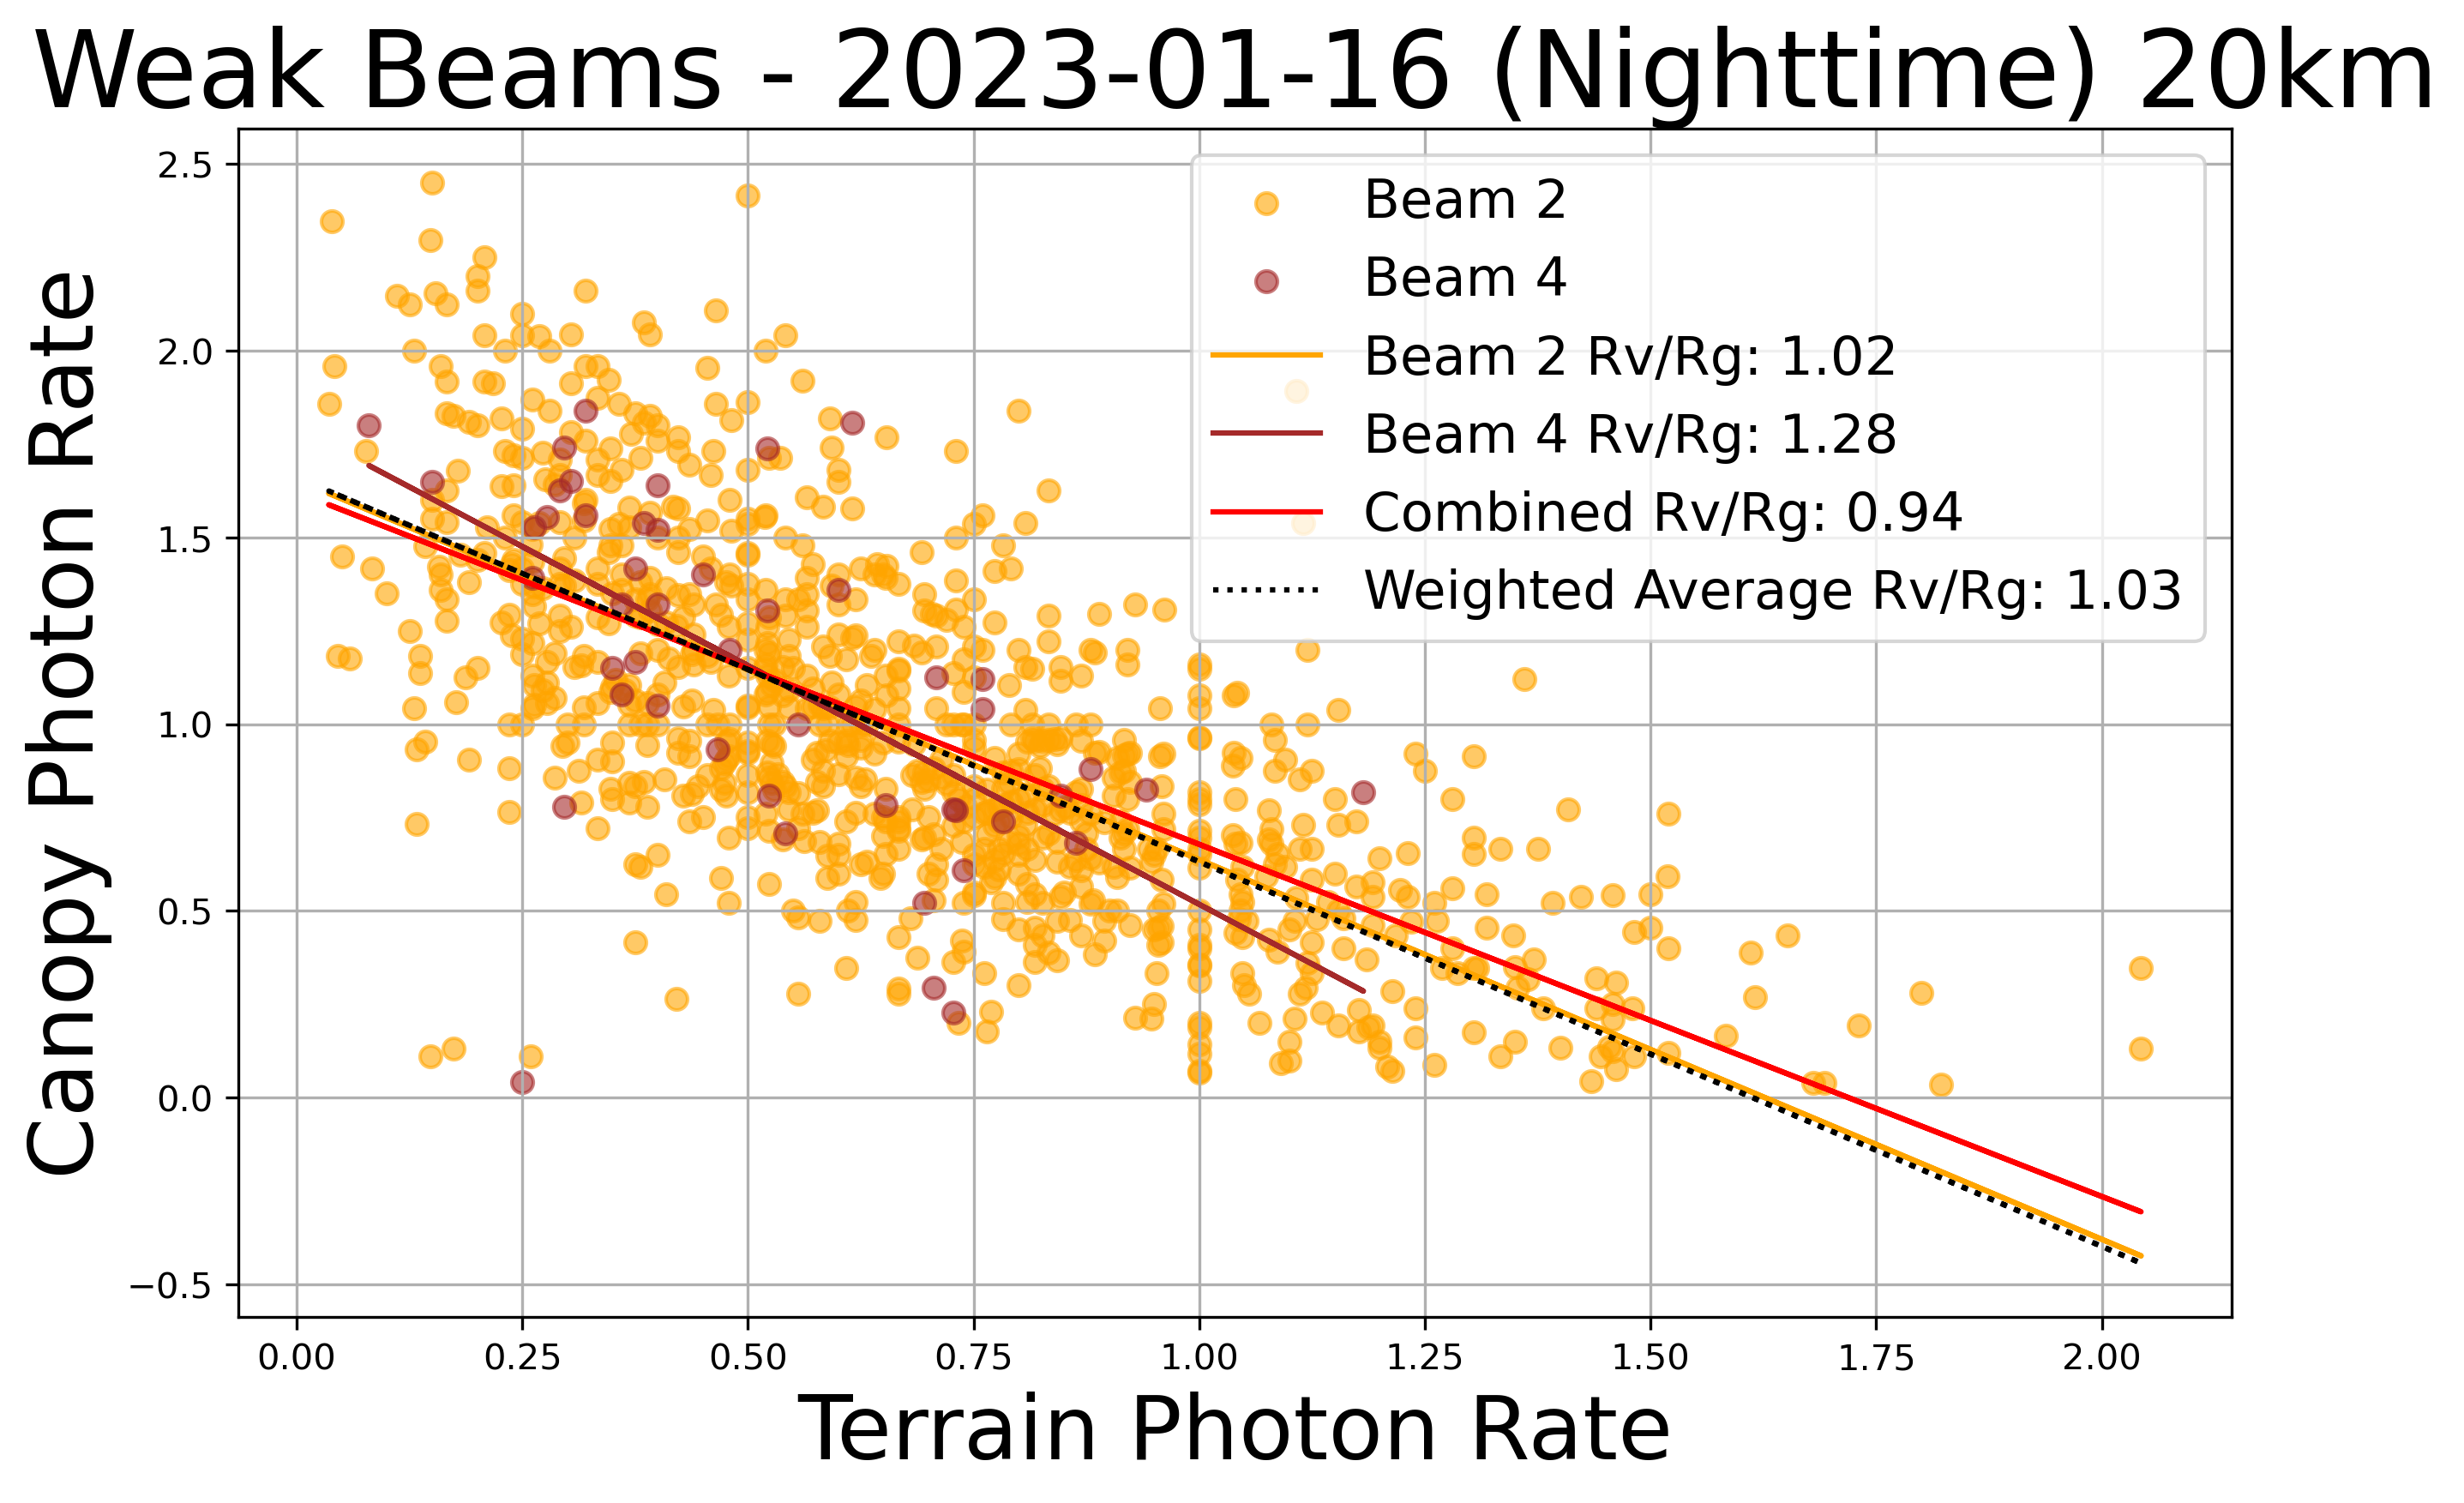 Weak Beams - 2023-01-16 (Nighttime) 20km
Canopy Photon Rate
2.5
2.0
1.5
1.0
0.5
0.0
−0.5
Beam 2
Beam 4
Beam 2 Rv/Rg: 1.02
Beam 4 Rv/Rg: 1.28
Combined Rv/Rg: 0.94
Weighted Average Rv/Rg: 1.03
0.00 0.25 0.50 0.75 1.00 1.25 1.50 1.75 2.00
Terrain Photon Rate